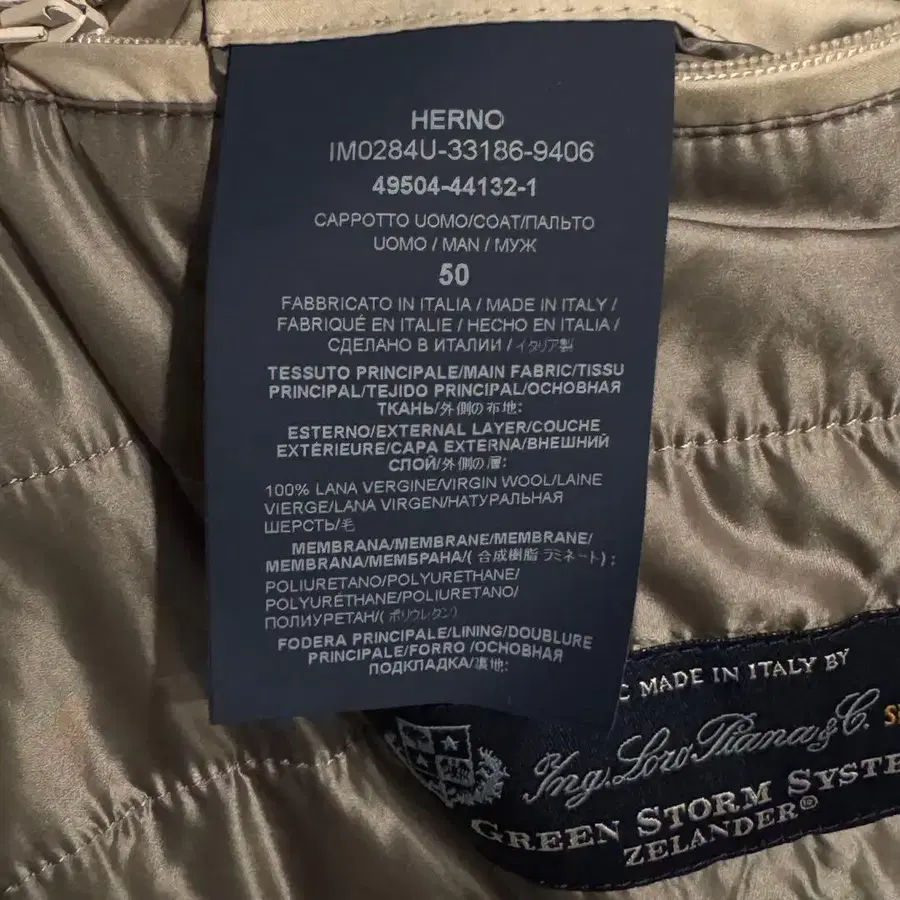 HERNO
IM0284U-33186-9406
49504-44132-1
CAPPOTTO UOMO/COAT/ПАЛЬТО
UOMO / MAN / МУЖ
50
FABBRICATO IN ITALIA / MADE IN ITALY /
FABRIQUÉ EN ITALIE / HECHO EN ITALIA /
СДЕЛАНО В ИТАЛИИ / イタリア製
TESSUTO PRINCIPALE/MAIN FABRIC/TISSU
PRINCIPAL/TEJIDO PRINCIPAL/ОСНОВНАЯ
ТКАНЬ/外側の布地:
ESTERNO/EXTERNAL LAYER/COUCHE
EXTÉRIEURE/CAPA EXTERNA/ВНЕШНИЙ
СЛОЙ/外側の層:
100% LANA VERGINE/VIRGIN WOOL/LAINE
VIERGE/LANA VIRGEN/НАТУРАЛЬНАЯ
ШЕРСТЬ/毛
MEMBRANA/MEMBRANE/MEMBRANE/
MEMBRANA/МЕМБРАНА/( 合成樹脂 ラミネート) :
POLIURETANO/POLYURETHANE/
POLYURÉTHANE/POLIURETANO/
ПОЛИУРЕТАН/( ポリウレタン)
FODERA PRINCIPALE/LINING/DOUBLURE
PRINCIPALE/FORRO /ОСНОВНАЯ
ПОДКЛАДКА/裏地:
C MADE IN ITALY BY
Ing. Loro Piana & C.
GREEN STORM SYSTE
ZELANDER®